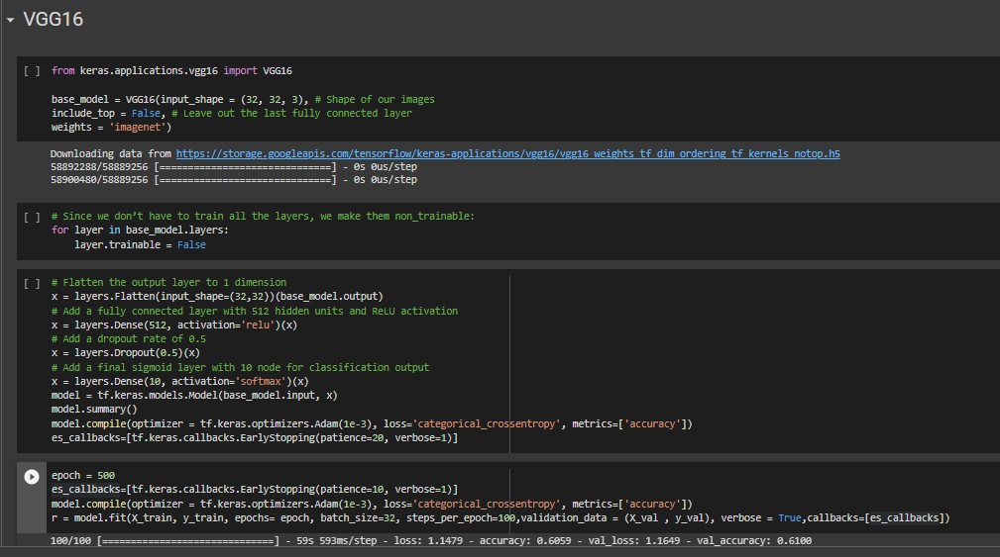 VGG16
[ ] from keras.applications.vgg16 import VGG16
base_model = VGG16(input_shape = (32, 32, 3), # Shape of our images
include_top = False, # Leave out the last fully connected layer
weights = 'imagenet')
Downloading data from https://storage.googleapis.com/tensorflow/keras-applications/vgg16/vgg16_weights_tf_dim_ordering_tf_kernels_notop.h5
58892288/58889256 [==============================] - 0s 0us/step
58900480/58889256 [==============================] - 0s 0us/step
[ ] # Since we don’t have to train all the layers, we make them non_trainable:
for layer in base_model.layers:
    layer.trainable = False
[ ] # Flatten the output layer to 1 dimension
x = layers.Flatten(input_shape=(32,32))(base_model.output)
# Add a fully connected layer with 512 hidden units and ReLU activation
x = layers.Dense(512, activation='relu')(x)
# Add a dropout rate of 0.5
x = layers.Dropout(0.5)(x)
# Add a final sigmoid layer with 10 node for classification output
x = layers.Dense(10, activation='softmax')(x)
model = tf.keras.models.Model(base_model.input, x)
model.summary()
model.compile(optimizer = tf.keras.optimizers.Adam(1e-3), loss='categorical_crossentropy', metrics=['accuracy'])
es_callbacks=[tf.keras.callbacks.EarlyStopping(patience=20, verbose=1)]
epoch = 500
es_callbacks=[tf.keras.callbacks.EarlyStopping(patience=10, verbose=1)]
model.compile(optimizer = tf.keras.optimizers.Adam(1e-3), loss='categorical_crossentropy', metrics=['accuracy'])
r = model.fit(X_train, y_train, epochs= epoch, batch_size=32, steps_per_epoch=100,validation_data = (X_val , y_val), verbose = True,callbacks=[es_callbacks])
100/100 [==============================] - 59s 593ms/step - loss: 1.1479 - accuracy: 0.6059 - val_loss: 1.1649 - val_accuracy: 0.6100